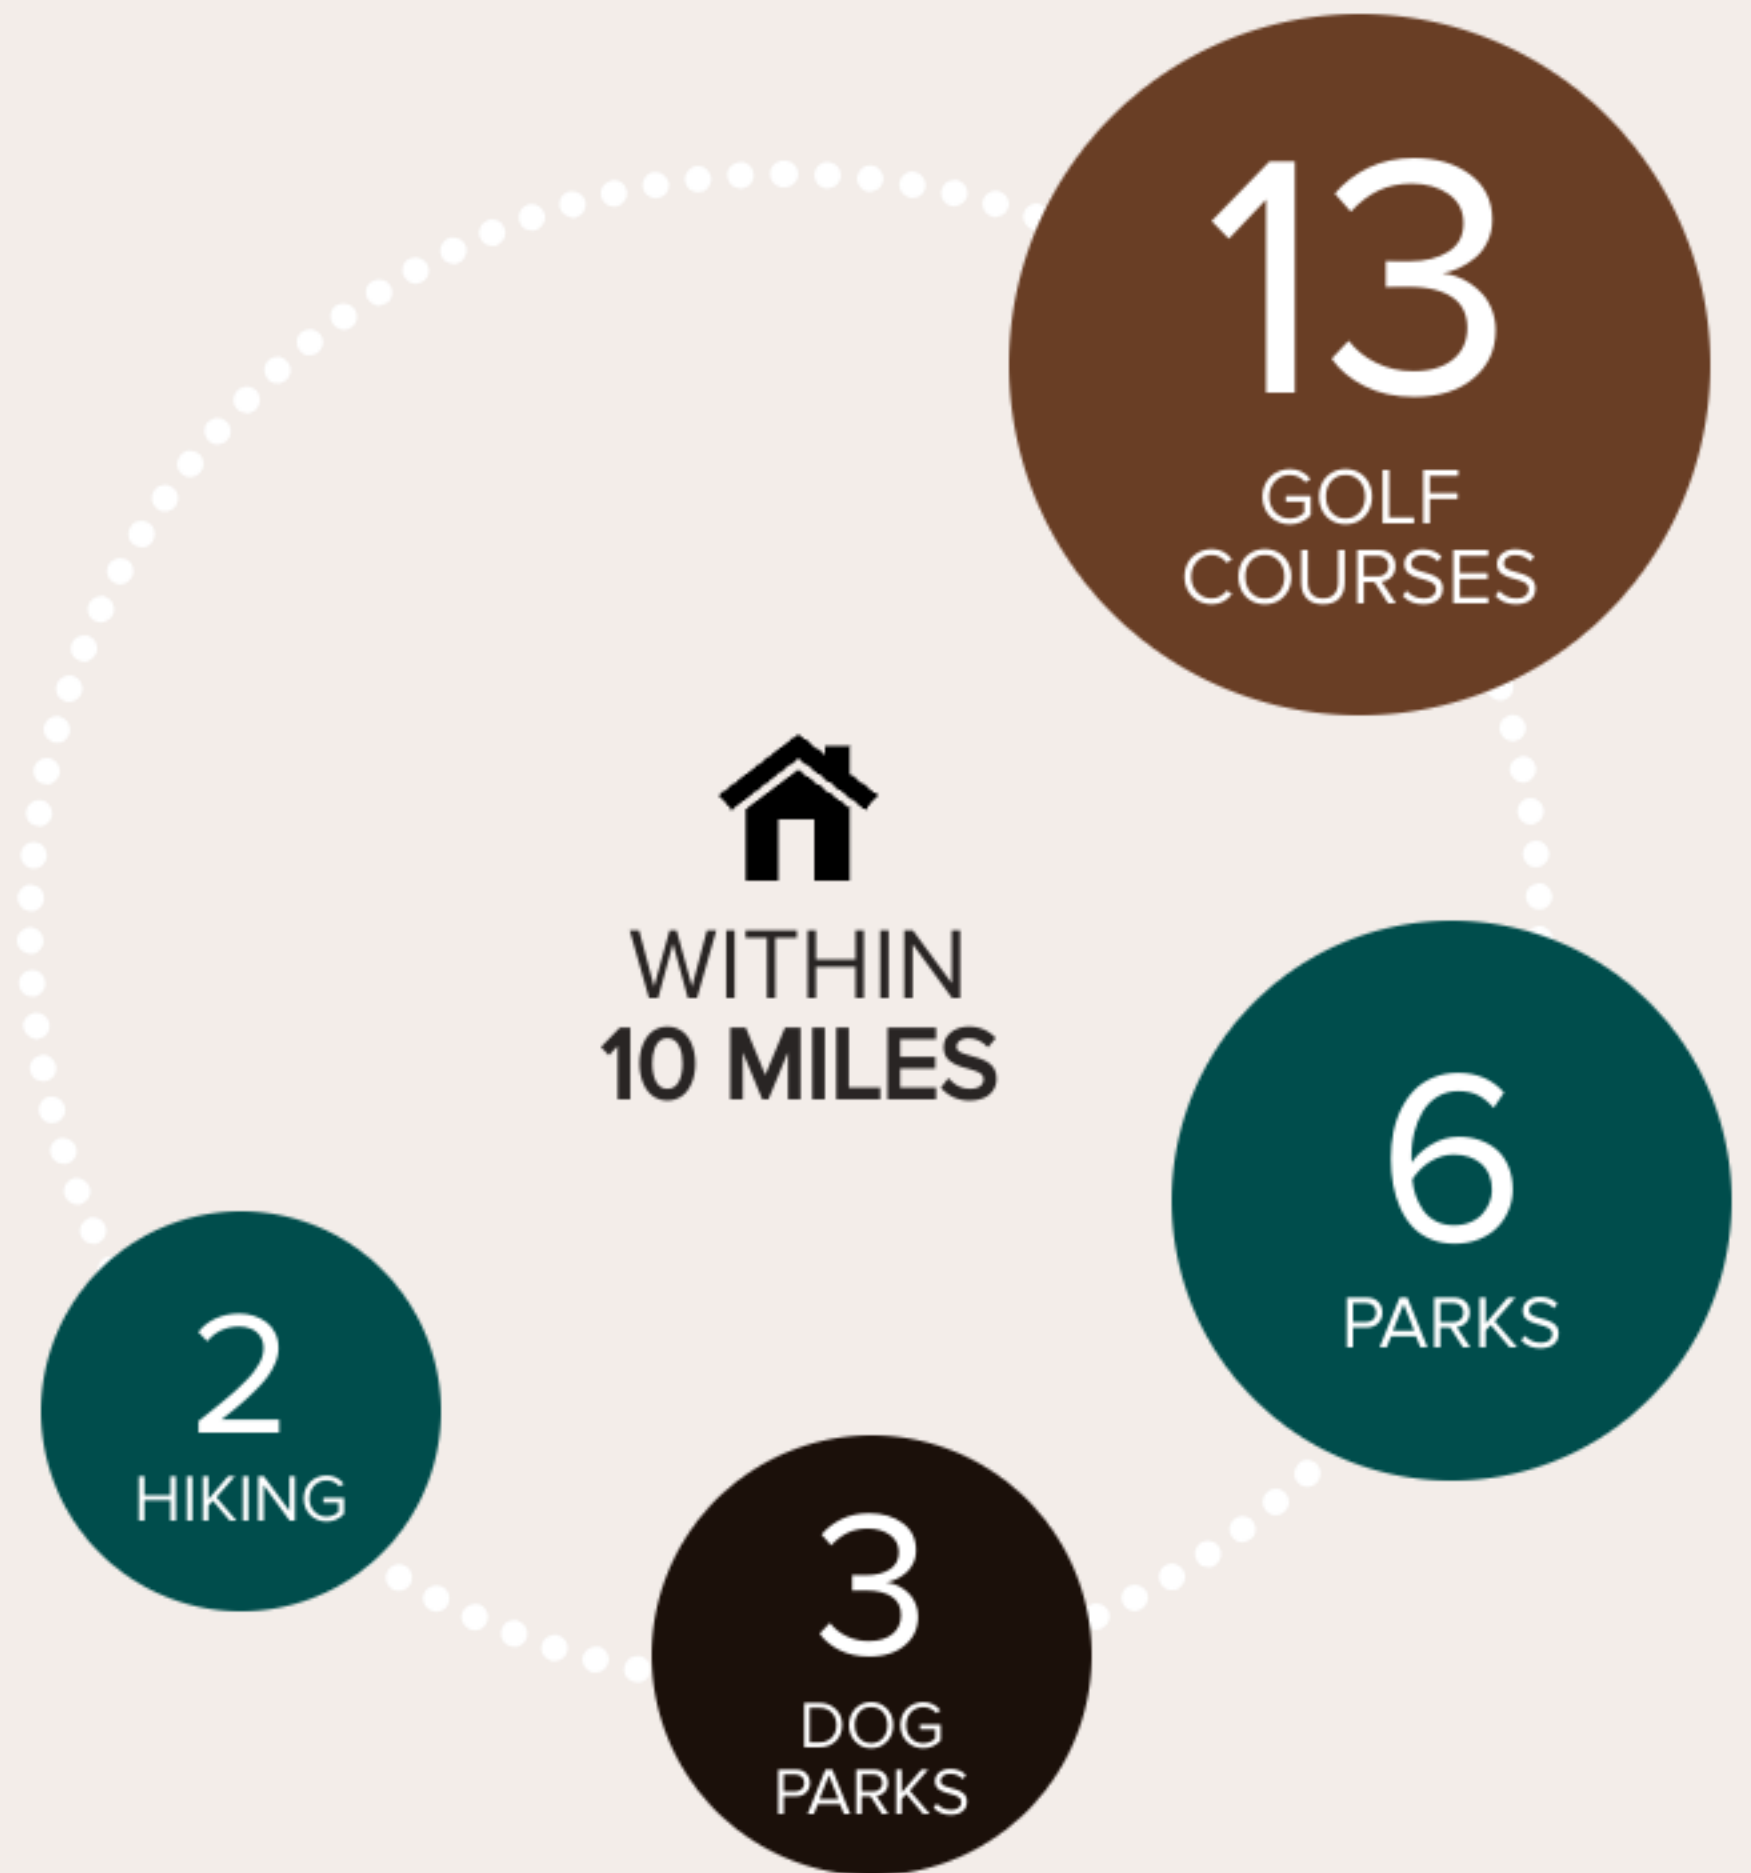 13
GOLF
COURSES
WITHIN
10 MILES
6
PARKS
2
HIKING
3
DOG
PARKS